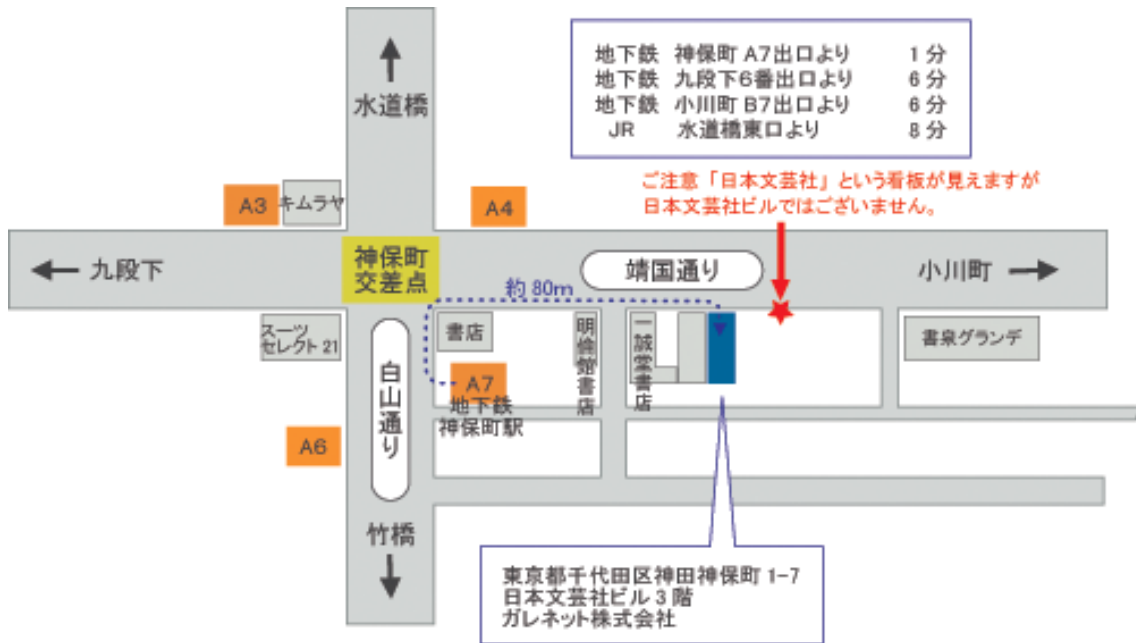 地下鉄 神保町 A7出口より 1分
地下鉄 九段下6番出口より 6分
地下鉄 小川町 B7出口より 6分
JR 水道橋東口より 8分
水道橋
ご注意「日本文芸社」という看板が見えますが
日本文芸社ビルではございません。
A3
キムラヤ
A4
九段下
神保町
交差点
靖国通り
小川町
約80m
スーツ
セレクト21
白山通り
書店
明倫館書店
一誠堂書店
書泉グランデ
A7
地下鉄
神保町駅
A6
竹橋
東京都千代田区神田神保町 1-7
日本文芸社ビル3階
ガレネット株式会社